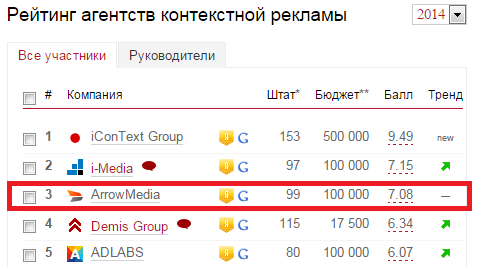 Рейтинг агентств контекстной рекламы 2014
Все участники Руководители
# Компания Штат* Бюджет** Балл Тренд
1 iConText Group Я G 153 500 000 9.49 new
2 i-Media Я G 97 100 000 7.15
3 ArrowMedia Я G 99 100 000 7.08 —
4 Demis Group Я G 115 17 500 6.34
5 ADLABS Я G 80 100 000 6.07